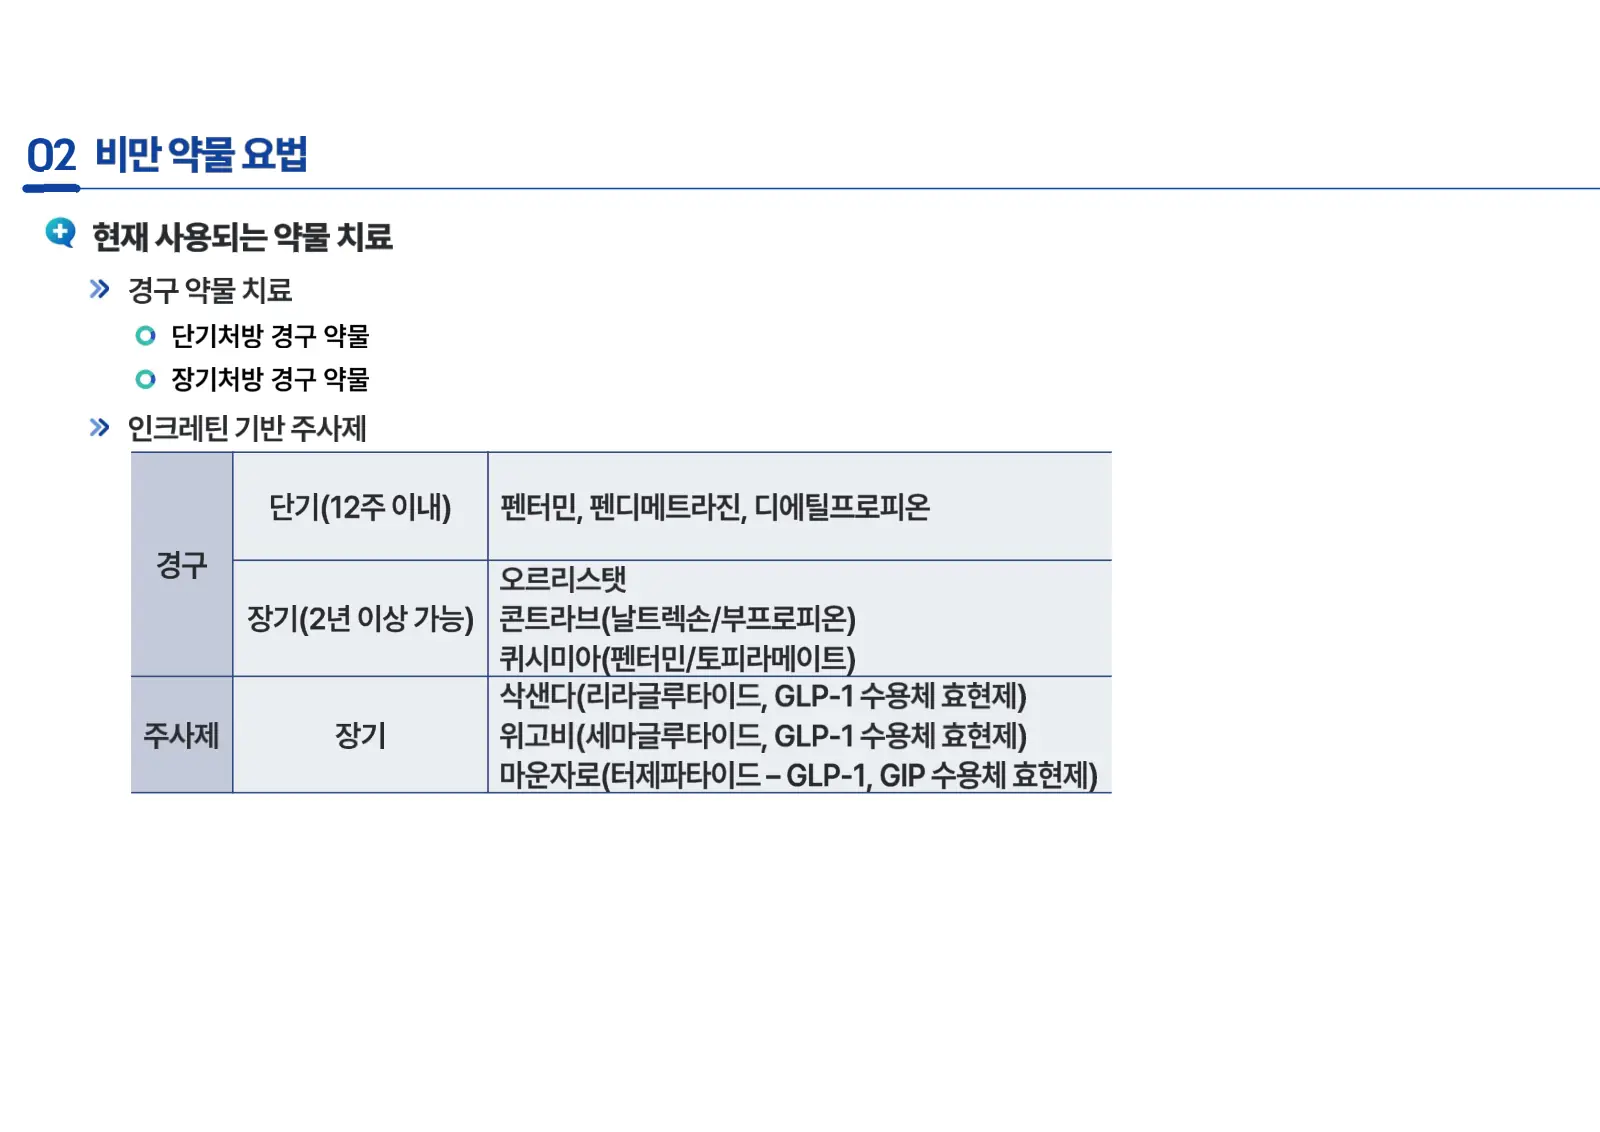 02 비만 약물 요법
현재 사용되는 약물 치료
경구 약물 치료
단기처방 경구 약물
장기처방 경구 약물
인크레틴 기반 주사제
경구
단기(12주 이내)
펜터민, 펜디메트라진, 디에틸프로피온
장기(2년 이상 가능)
오르리스탯
콘트라브(날트렉손/부프로피온)
퀴시미아(펜터민/토피라메이트)
주사제
장기
삭샌다(리라글루타이드, GLP-1 수용체 효현제)
위고비(세마글루타이드, GLP-1 수용체 효현제)
마운자로(터제파타이드 – GLP-1, GIP 수용체 효현제)